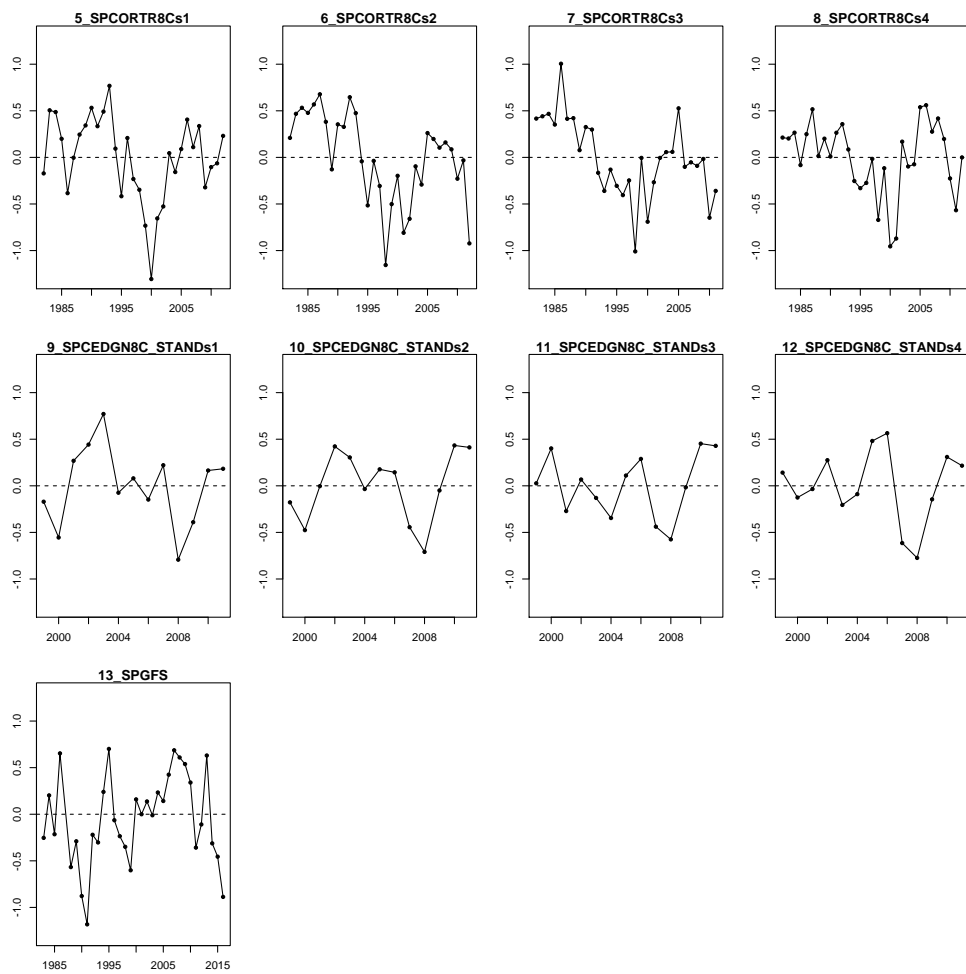 5_SPCORTR8Cs1 6_SPCORTR8Cs2 7_SPCORTR8Cs3 8_SPCORTR8Cs4
1.0 1.0 1.0 1.0
0.5 0.5 0.5 0.5
0.0 0.0 0.0 0.0
-0.5 -0.5 -0.5 -0.5
-1.0 -1.0 -1.0 -1.0
1985 1995 2005 1985 1995 2005 1985 1995 2005 1985 1995 2005
9_SPCEDGN8C_STANDs1 10_SPCEDGN8C_STANDs2 11_SPCEDGN8C_STANDs3 12_SPCEDGN8C_STANDs4
1.0 1.0 1.0 1.0
0.5 0.5 0.5 0.5
0.0 0.0 0.0 0.0
-0.5 -0.5 -0.5 -0.5
-1.0 -1.0 -1.0 -1.0
2000 2004 2008 2000 2004 2008 2000 2004 2008 2000 2004 2008
13_SPGFS
1.0
0.5
0.0
-0.5
-1.0
1985 1995 2005 2015